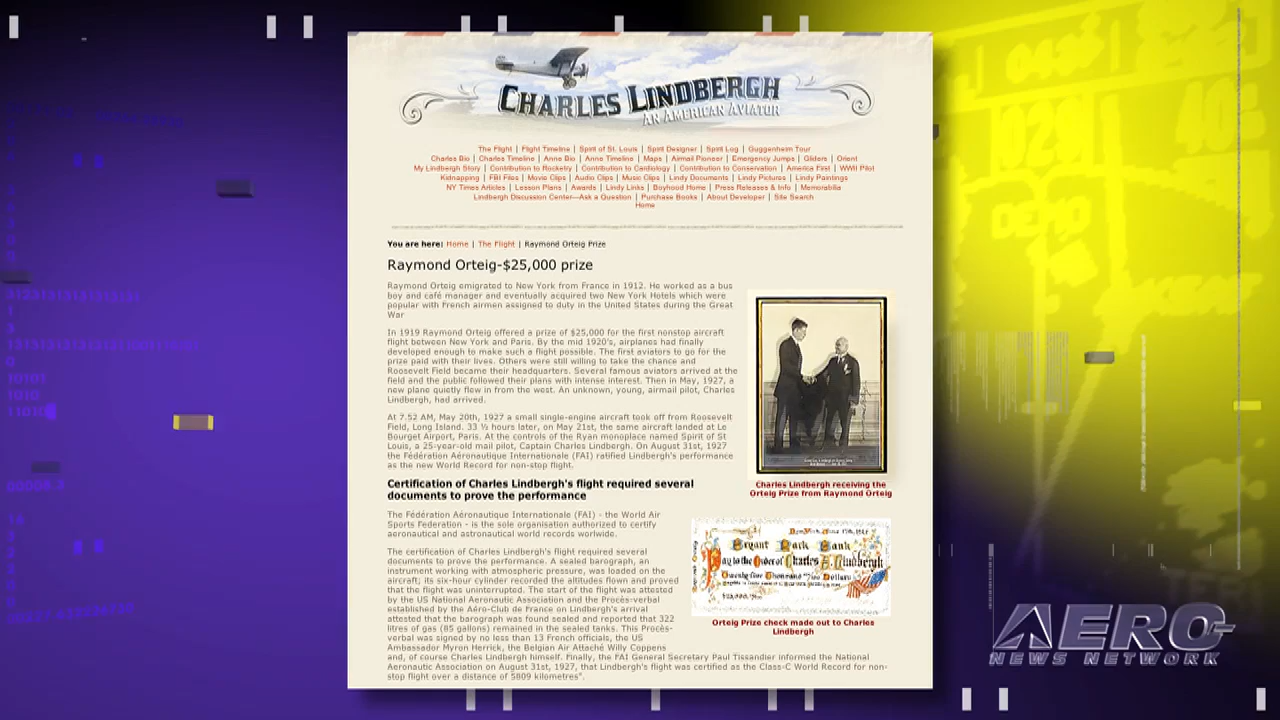 CHARLES LINDBERGH
AN AMERICAN AVIATOR
The Flight | Flight Timeline | Spirit of St. Louis | Spirit Designer | Spirit Log | Guggenheim Tour
Charles Bio | Charles Timeline | Anne Bio | Anne Timeline | Maps | Airmail Pioneer | Emergency Jumps | Gliders | Orient
My Lindbergh Story | Contribution to Rocketry | Contribution to Cardiology | Contribution to Conservation | America First | WWII Pilot
Kidnapping | FBI Files | Movie Clips | Audio Clips | Music Clips | Lindy Documents | Lindy Pictures | Lindy Paintings
NY Times Articles | Lesson Plans | Awards | Lindy Links | Boyhood Home | Press Releases & Info | Memorabilia
Lindbergh Discussion Center—Ask a Question | Purchase Books | About Developer | Site Search
Home
You are here: Home | The Flight | Raymond Orteig Prize
Raymond Orteig-$25,000 prize
Raymond Orteig emigrated to New York from France in 1912. He worked as a bus
boy and café manager and eventually acquired two New York Hotels which were
popular with French airmen assigned to duty in the United States during the Great
War
In 1919 Raymond Orteig offered a prize of $25,000 for the first nonstop aircraft
flight between New York and Paris. By the mid 1920's, airplanes had finally
developed enough to make such a flight possible. The first aviators to go for the
prize paid with their lives. Others were still willing to take the chance and
Roosevelt Field became their headquarters. Several famous aviators arrived at the
field and the public followed their plans with intense interest. Then in May, 1927, a
new plane quietly flew in from the west. An unknown, young, airmail pilot, Charles
Lindbergh, had arrived.
At 7.52 AM, May 20th, 1927 a small single-engine aircraft took off from Roosevelt
Field, Long Island. 33 ½ hours later, on May 21st, the same aircraft landed at Le
Bourget Airport, Paris. At the controls of the Ryan monoplace named Spirit of St
Louis, a 25-year-old mail pilot, Captain Charles Lindbergh. On August 31st, 1927
the Fédération Aéronautique Internationale (FAI) ratified Lindbergh's performance
as the new World Record for non-stop flight.
Charles Lindbergh receiving the
Orteig Prize from Raymond Orteig
Certification of Charles Lindbergh's flight required several
documents to prove the performance
The Fédération Aéronautique Internationale (FAI) - the World Air
Sports Federation - is the sole organisation authorized to certify
aeronautical and astronautical world records worlwide.
The certification of Charles Lindbergh's flight required several
documents to prove the performance. A sealed barograph, an
instrument working with atmospheric pressure, was loaded on the
aircraft; its six-hour cylinder recorded the altitudes flown and proved
that the flight was uninterrupted. The start of the flight was attested
by the US National Aeronautic Association and the Procès-verbal
established by the Aéro-Club de France on Lindbergh's arrival
attested that the barograph was found sealed and reported that 322
litres of gas (85 gallons) remained in the sealed tanks. This Procès-
verbal was signed by no less than 13 French officials, the US
Ambassador Myron Herrick, the Belgian Air Attaché Willy Coppens
and, of course Charles Lindbergh himself. Finally, the FAI General Secretary Paul Tissandier informed the National
Aeronautic Association on August 31st, 1927, that Lindbergh's flight was certified as the Class-C World Record for non-
stop flight over a distance of 5809 kilometres".
Bryant Park Bank
Pay to the Order of Charles A. Lindbergh
Twenty five Thousand Dollars
Orteig Prize check made out to Charles
Lindbergh
AERO-
NEWS NETWORK